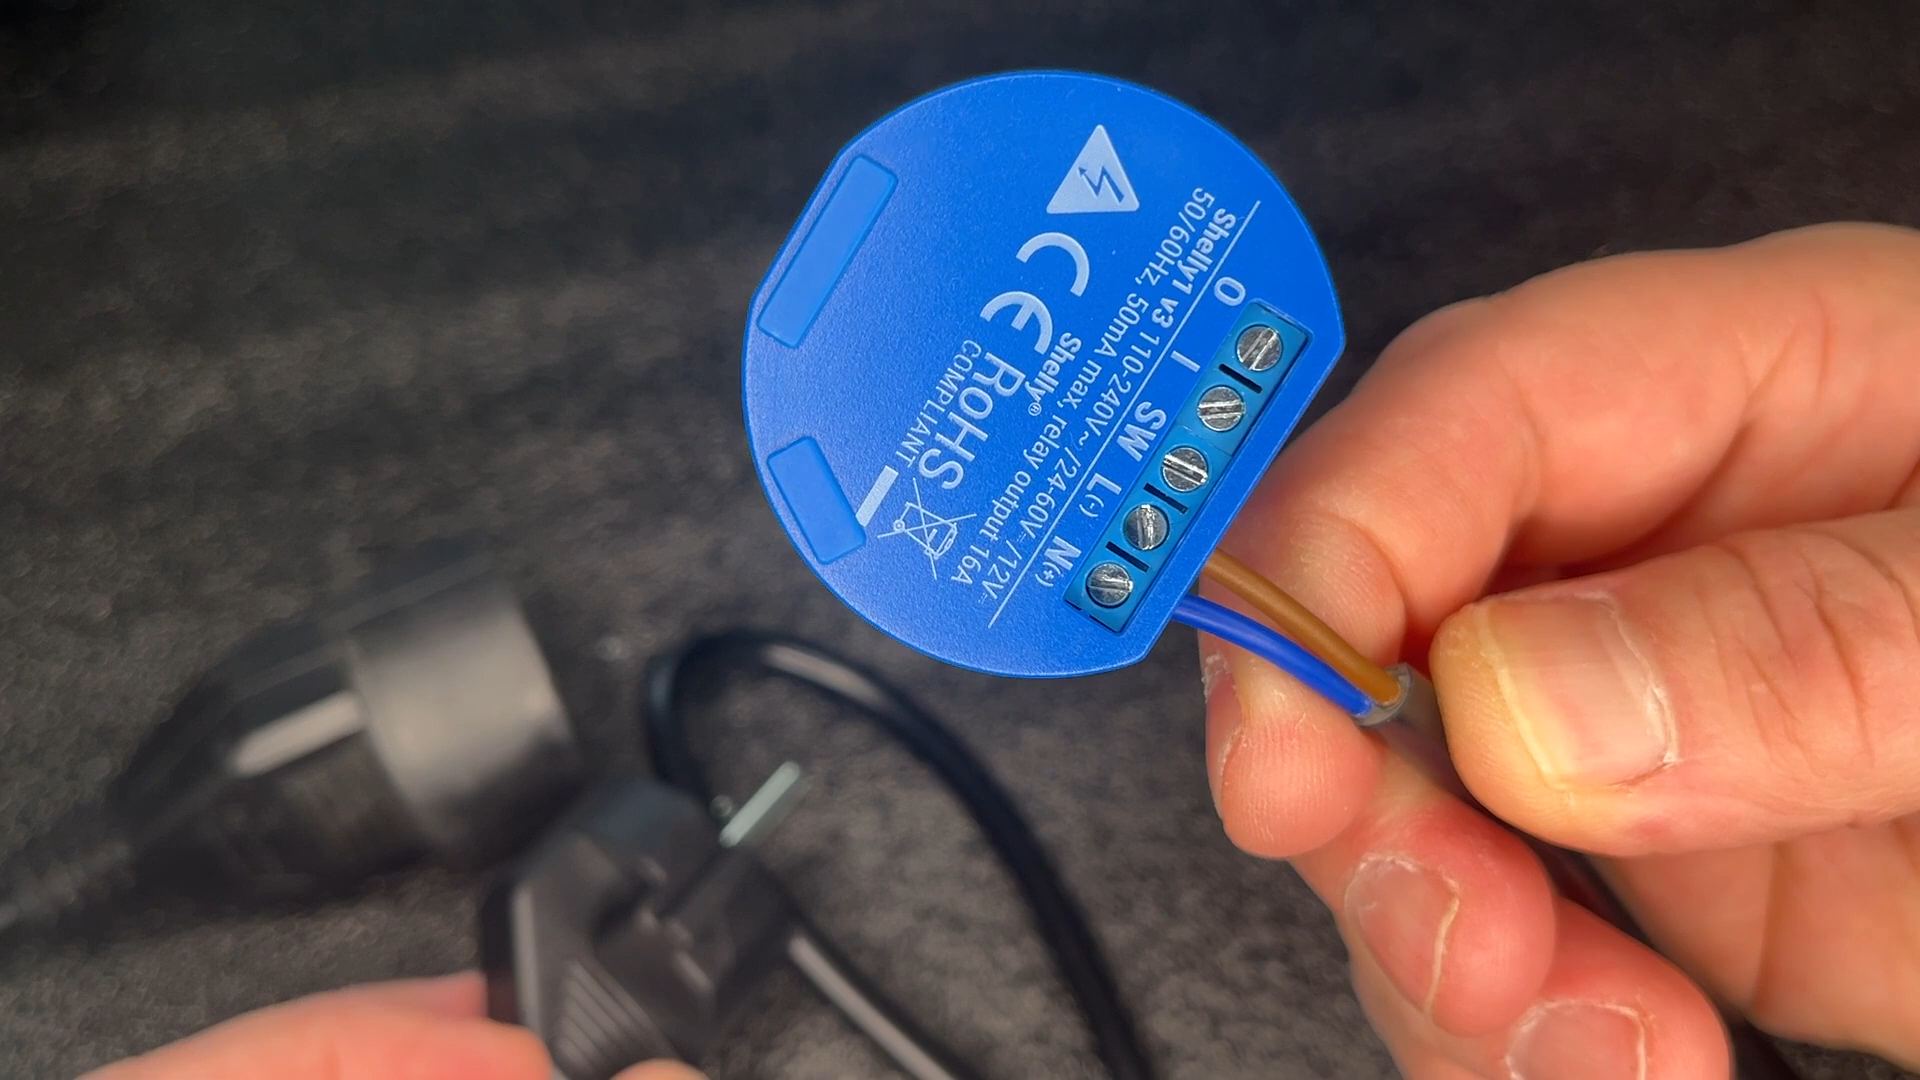 O I SW L(-) N(+)
Shelly1 v3 110-240V~/24-60V⎓/12V⎓
50/60Hz, 50mA max, relay output 16A
Shelly®
CE RoHS
COMPLIANT